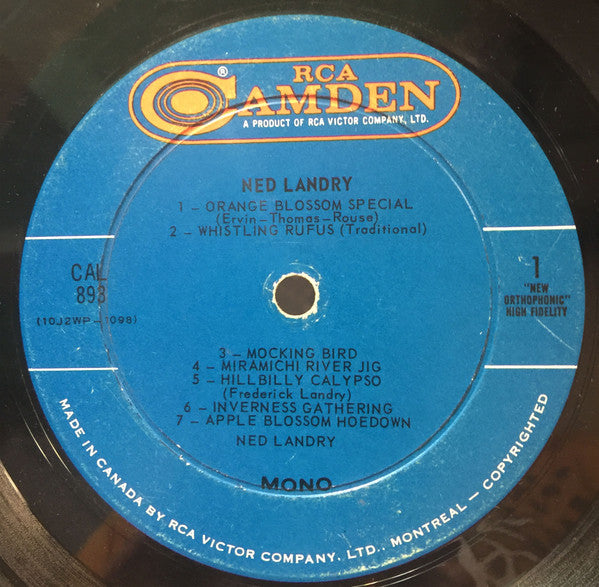 RCA
CAMDEN
®
A PRODUCT OF RCA VICTOR COMPANY, LTD.
NED LANDRY
1 – ORANGE BLOSSOM SPECIAL
(Ervin–Thomas–Rouse)
2 – WHISTLING RUFUS (Traditional)
CAL
893
(10J2WP–1098)
1
"NEW
ORTHOPHONIC"
HIGH FIDELITY
3 – MOCKING BIRD
4 – MIRAMICHI RIVER JIG
5 – HILLBILLY CALYPSO
(Frederick Landry)
6 – INVERNESS GATHERING
7 – APPLE BLOSSOM HOEDOWN
NED LANDRY
MONO
MADE IN CANADA BY RCA VICTOR COMPANY. LTD., MONTREAL – COPYRIGHTED